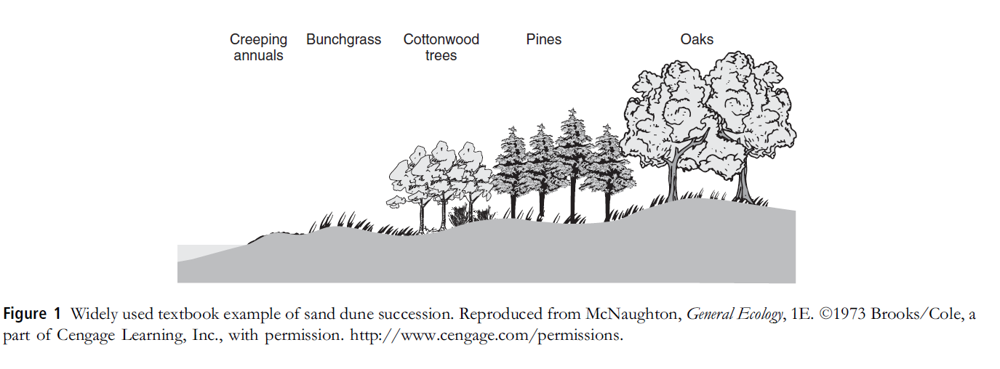 Creeping annuals
Bunchgrass
Cottonwood trees
Pines
Oaks
Figure 1 Widely used textbook example of sand dune succession. Reproduced from McNaughton, General Ecology, 1E. ©1973 Brooks/Cole, a
part of Cengage Learning, Inc., with permission. http://www.cengage.com/permissions.